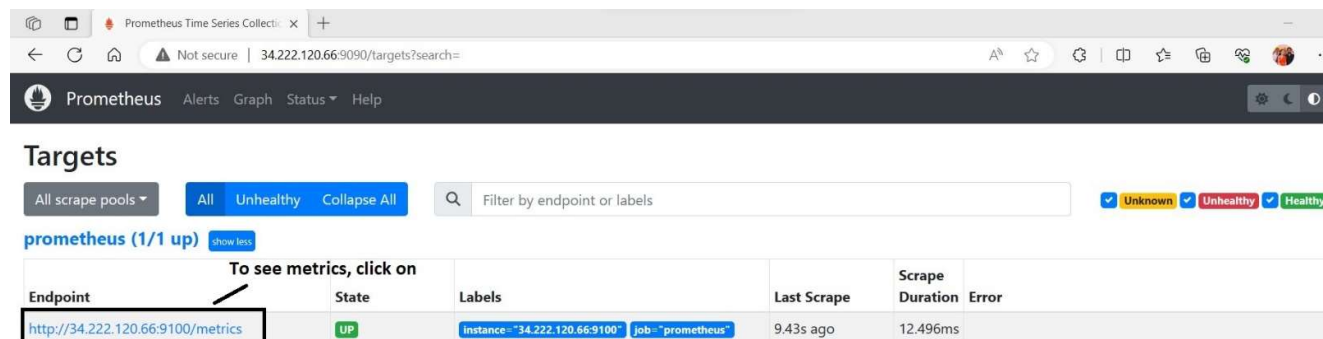 Prometheus Time Series Collectic
Not secure | 34.222.120.66:9090/targets?search=
Prometheus Alerts Graph Status Help
Targets
All scrape pools All Unhealthy Collapse All Filter by endpoint or labels Unknown Unhealthy Healthy
prometheus (1/1 up) show less
To see metrics, click on
Endpoint State Labels Last Scrape Scrape Duration Error
http://34.222.120.66:9100/metrics UP instance="34.222.120.66:9100" job="prometheus" 9.43s ago 12.496ms